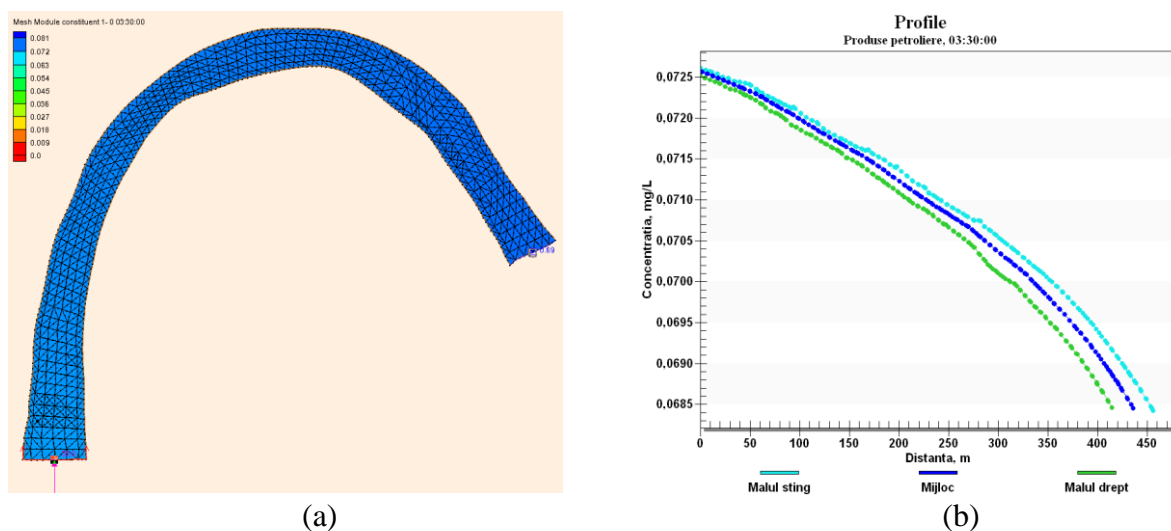 Mesh Module constituent 1- 0 03:30:00
0.081
0.072
0.063
0.054
0.045
0.036
0.027
0.018
0.009
0.0
(a)
Profile
Produse petroliere, 03:30:00
Concentratia, mg/L
0,0725
0,0720
0,0715
0,0710
0,0705
0,0700
0,0695
0,0690
0,0685
0 50 100 150 200 250 300 350 400 450
Distanta, m
Malul sting Mijloc Malul drept
(b)